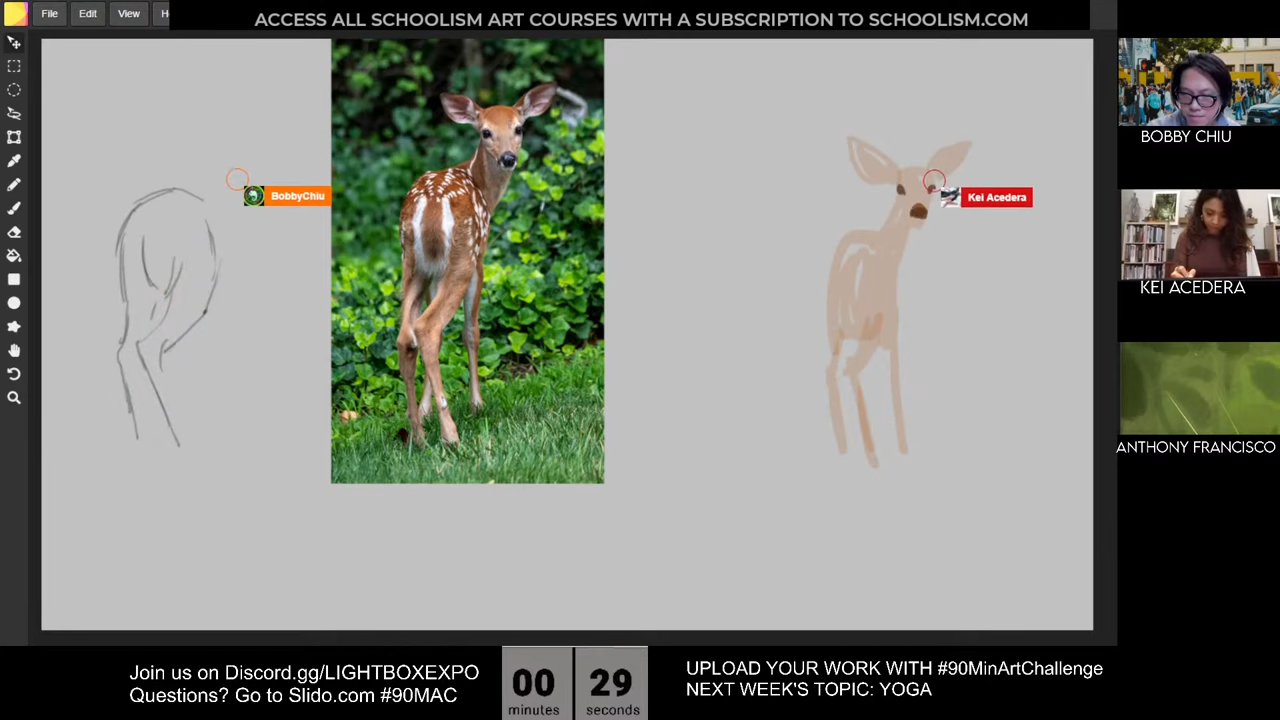 ACCESS ALL SCHOOLISM ART COURSES WITH A SUBSCRIPTION TO SCHOOLISM.COM
File Edit View
BobbyChiu
Kei Acedera
BOBBY CHIU
KEI ACEDERA
ANTHONY FRANCISCO
Join us on Discord.gg/LIGHTBOXEXPO
Questions? Go to Slido.com #90MAC
00
minutes
29
seconds
UPLOAD YOUR WORK WITH #90MinArtChallenge
NEXT WEEK'S TOPIC: YOGA